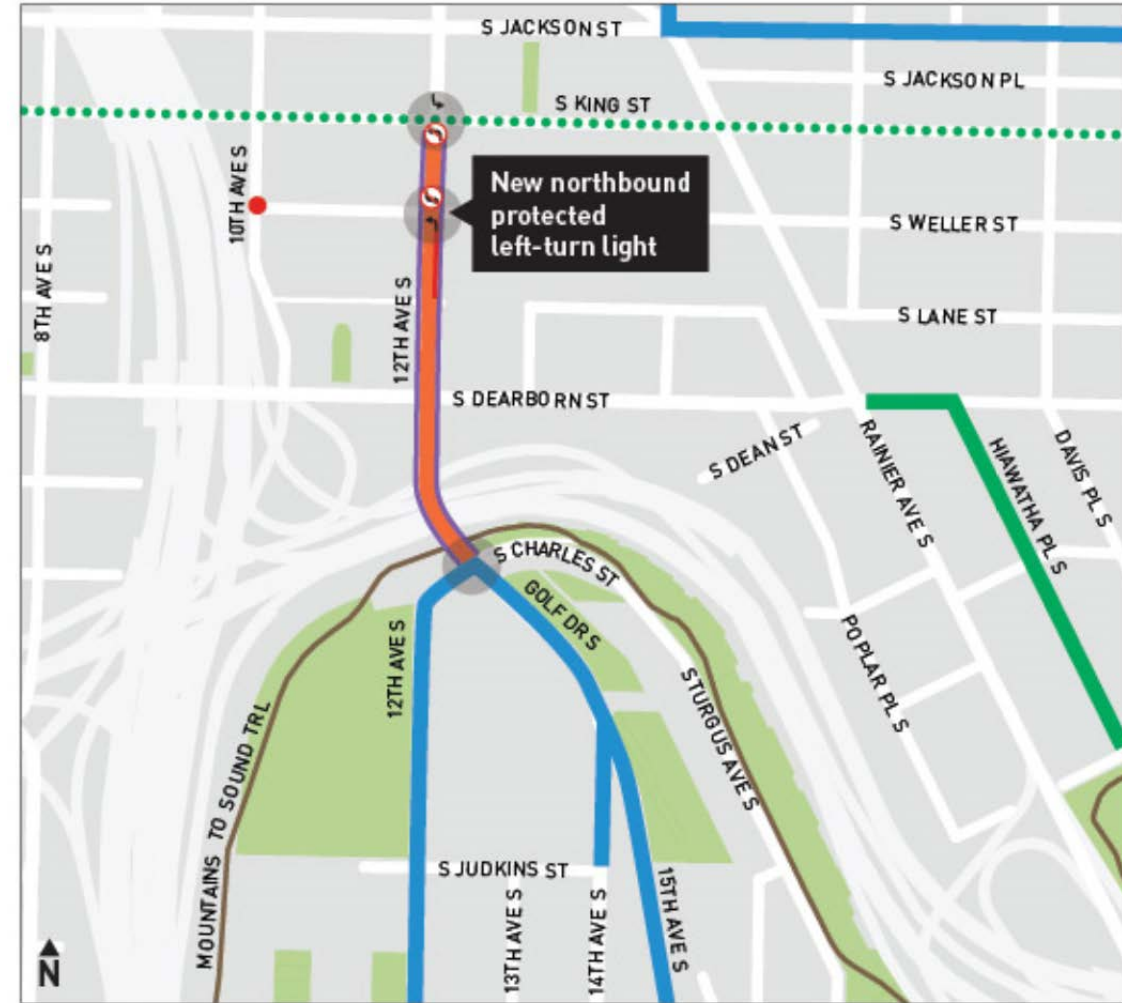 S JACKSON ST
S JACKSON PL
S KING ST
10TH AVE S
New northbound
protected
left-turn light
S WELLER ST
8TH AVE S
12TH AVE S
S LANE ST
S DEARBORN ST
S DEAN ST
RAINIER AVE S
HIAWATHA PL S
DAVIS PL S
S CHARLES ST
GOLF DR S
12TH AVE S
POPLAR PL S
STURGUS AVE S
MOUNTAINS TO SOUND TRL
S JUDKINS ST
13TH AVE S
14TH AVE S
15TH AVE S
N